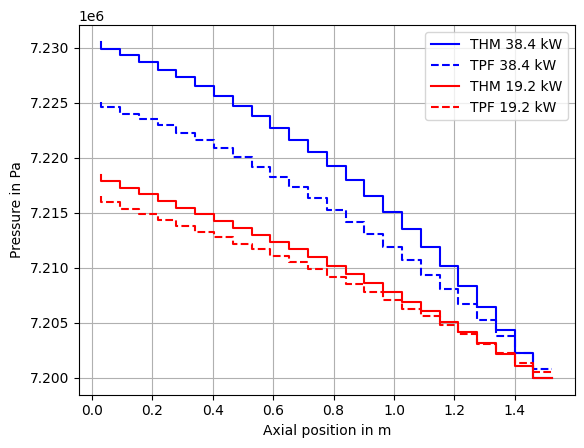 1e6
THM 38.4 kW
TPF 38.4 kW
THM 19.2 kW
TPF 19.2 kW
7.230
7.225
7.220
7.215
7.210
7.205
7.200
Pressure in Pa
0.0 0.2 0.4 0.6 0.8 1.0 1.2 1.4
Axial position in m